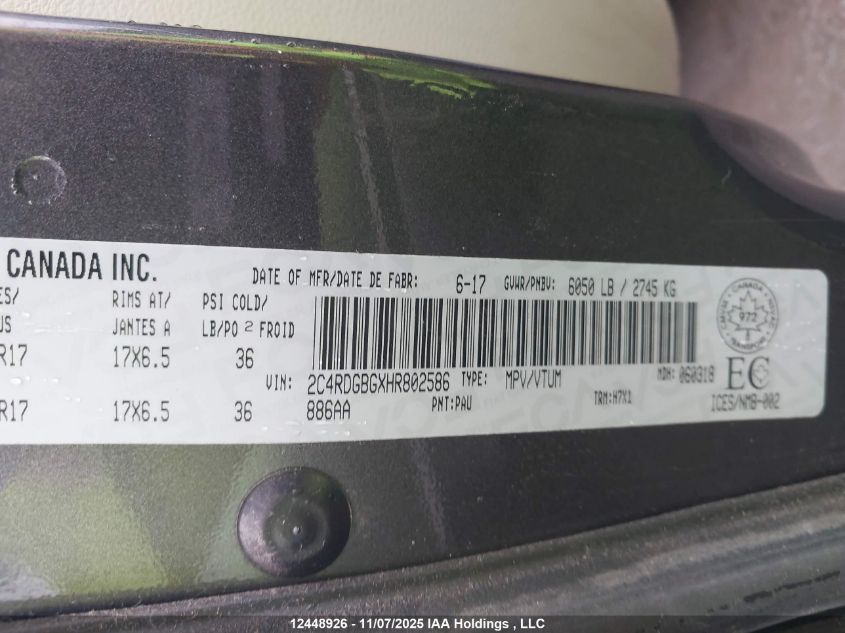 CANADA INC.
DATE OF MFR/DATE DE FABR: 6-17 GVWR/PNBV: 6050 LB / 2745 KG
ES/ RIMS AT/ PSI COLD/
US JANTES A LB/PO 2 FROID
R17 17X6.5 36
VIN: 2C4RDGBGXHR802586 TYPE: MPV/VTUM MDH: 060318
R17 17X6.5 36 886AA PNT:PAU TRM:H7X1
CANADA
972
TRANSPORT
EC
ICES/NMB-002
12448926 - 11/07/2025 IAA Holdings , LLC